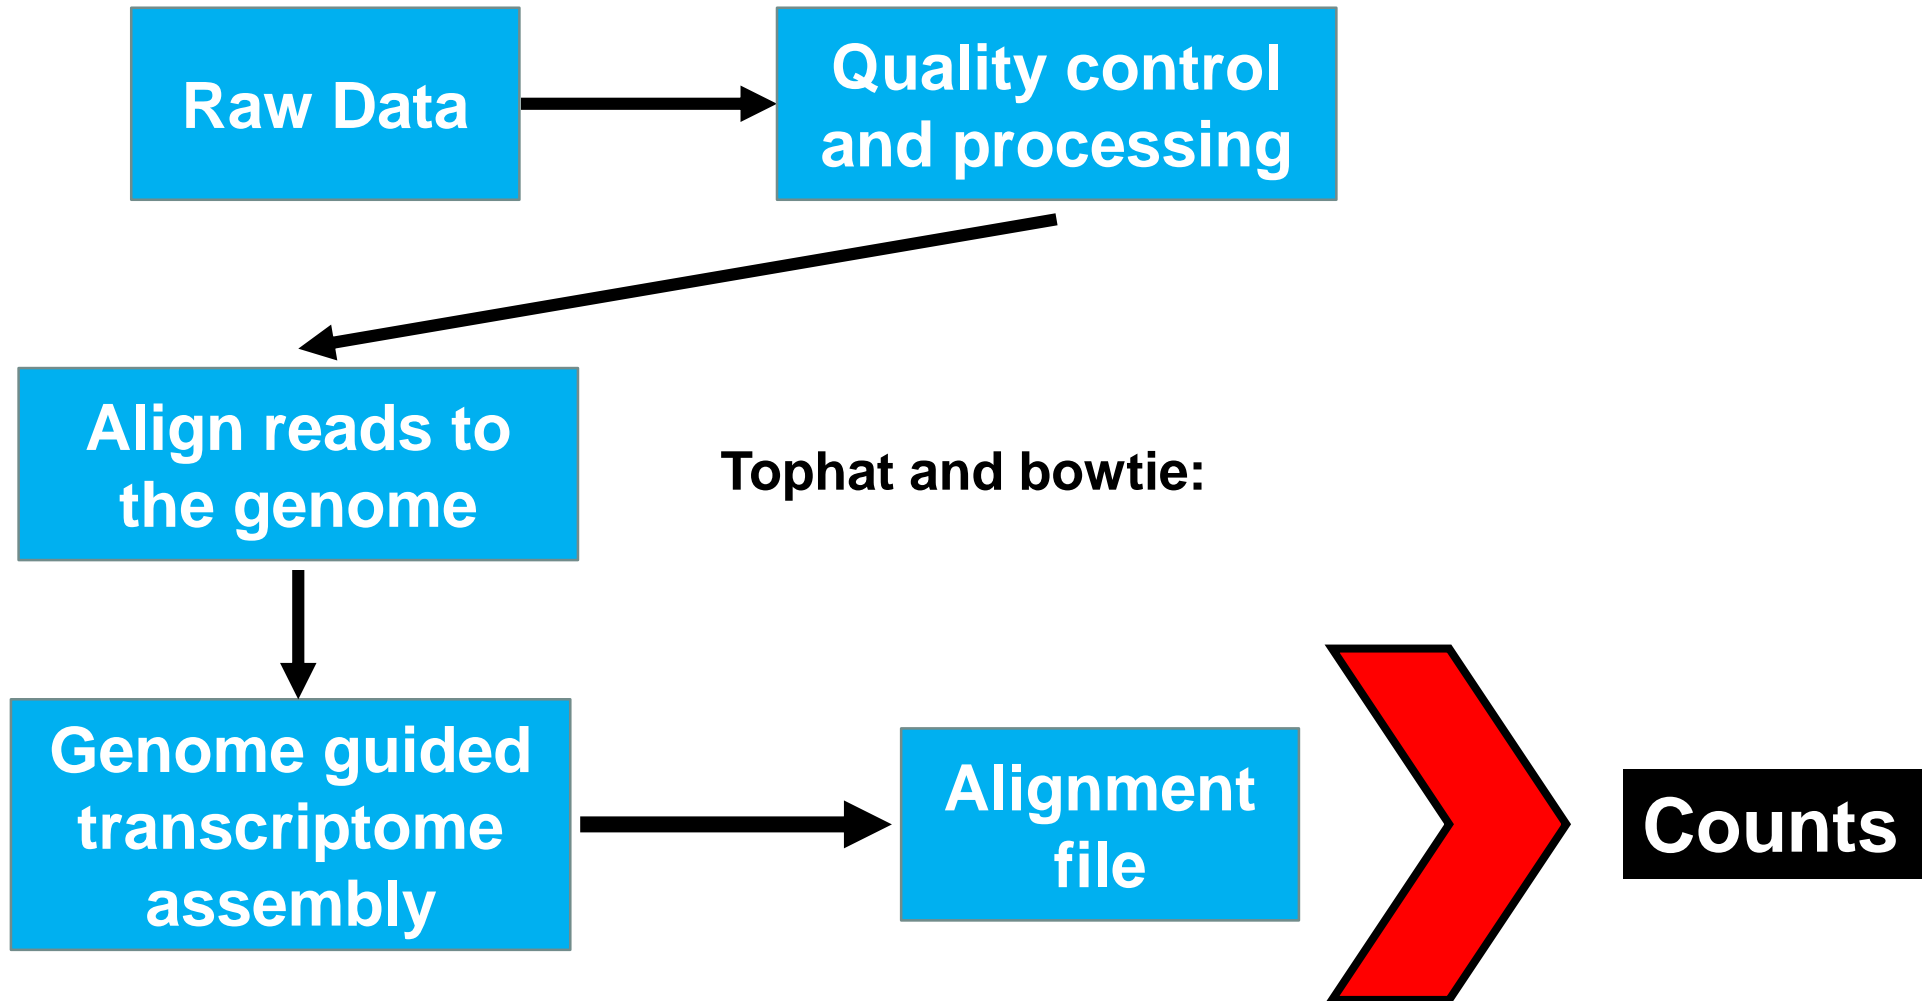 Raw Data
Quality control
and processing
Align reads to
the genome
Tophat and bowtie:
Genome guided
transcriptome
assembly
Alignment
file
Counts